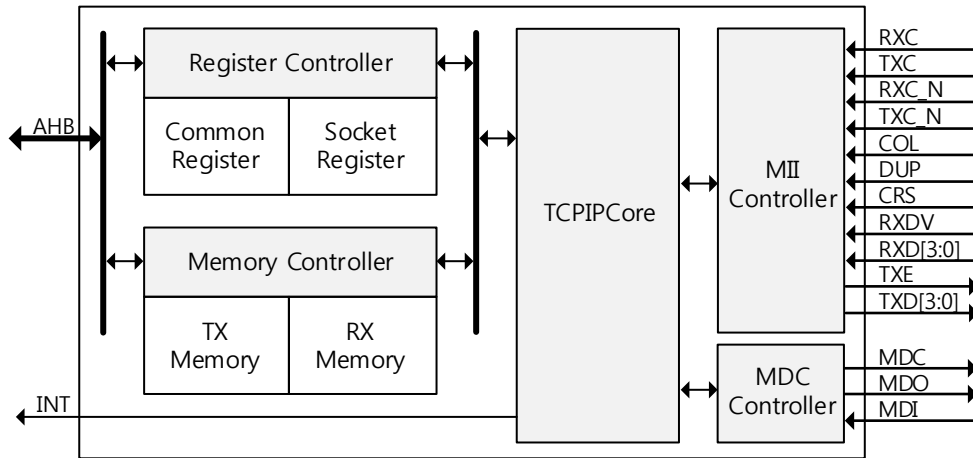 AHB
INT
Register Controller
Common
Register
Socket
Register
Memory Controller
TX
Memory
RX
Memory
TCPIPCore
MII
Controller
MDC
Controller
RXC
TXC
RXC_N
TXC_N
COL
DUP
CRS
RXDV
RXD[3:0]
TXE
TXD[3:0]
MDC
MDO
MDI